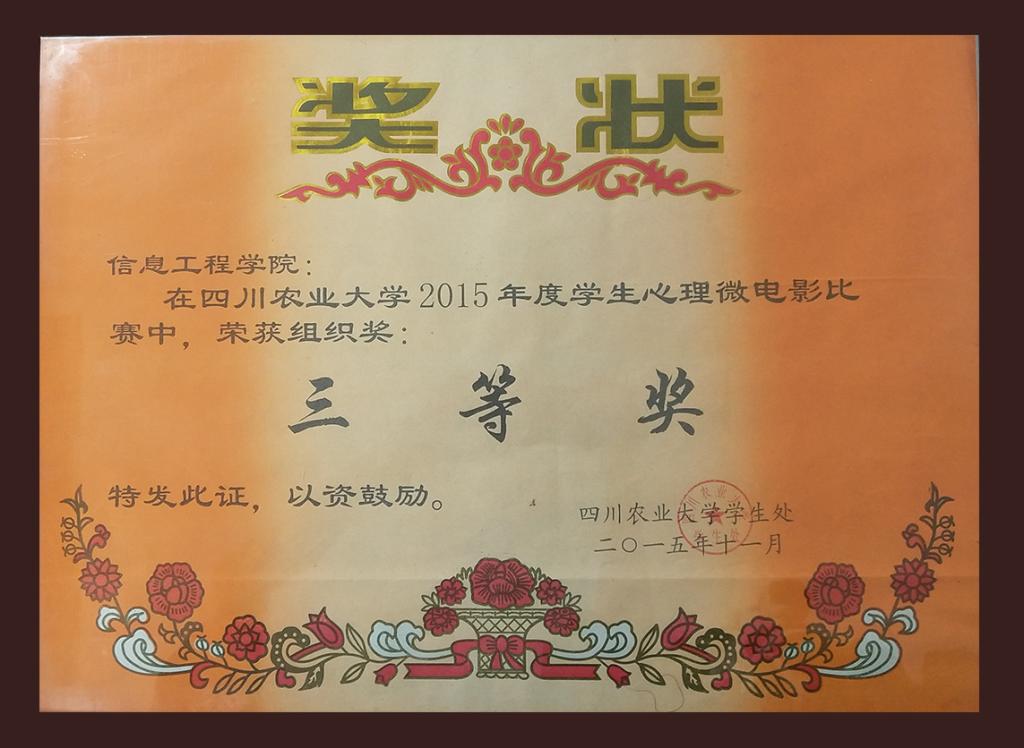 奖状
信息工程学院：
在四川农业大学2015年度学生心理微电影比
赛中，荣获组织奖：
三等奖
特发此证，以资鼓励。
四川农业大学学生处
二〇一五年十一月